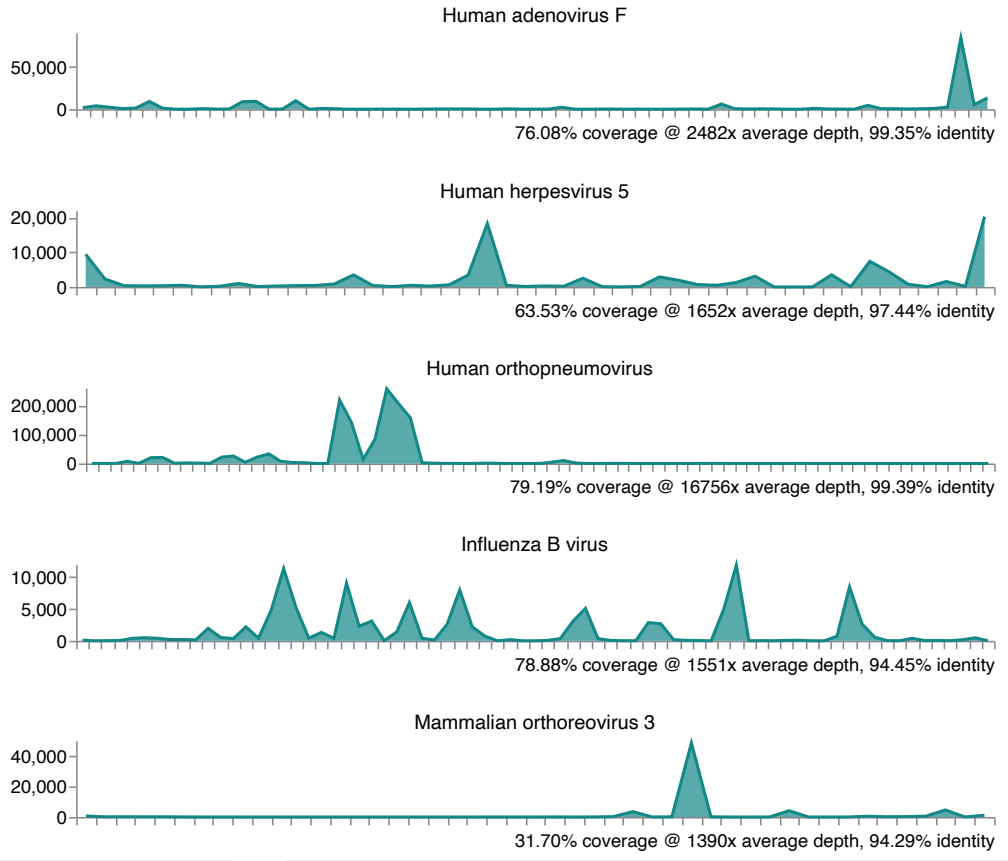 Human adenovirus F
50,000
0
76.08% coverage @ 2482x average depth, 99.35% identity
Human herpesvirus 5
20,000
10,000
0
63.53% coverage @ 1652x average depth, 97.44% identity
Human orthopneumovirus
200,000
100,000
0
79.19% coverage @ 16756x average depth, 99.39% identity
Influenza B virus
10,000
5,000
0
78.88% coverage @ 1551x average depth, 94.45% identity
Mammalian orthoreovirus 3
40,000
20,000
0
31.70% coverage @ 1390x average depth, 94.29% identity